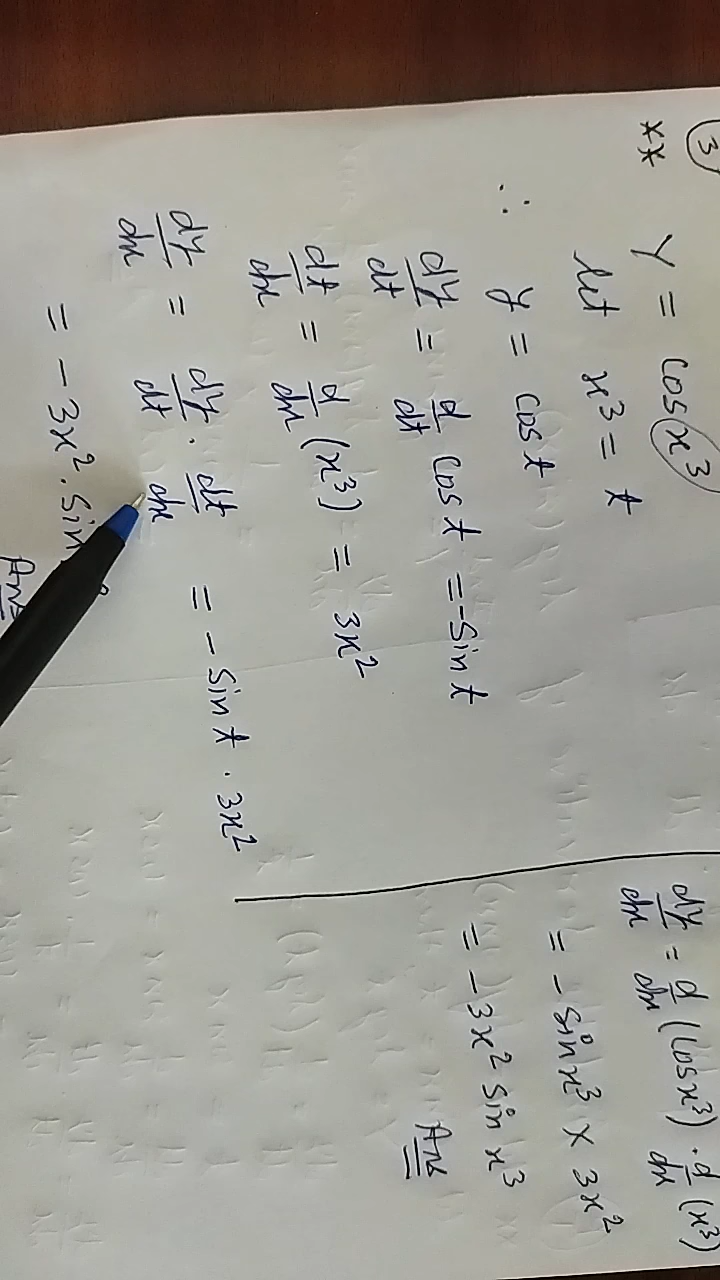 (3)
** Y = cos(x³)
let x³ = t
∴ y = cos t
dy/dt = d/dt cos t = -sin t
dt/dx = d/dx (x³) = 3x²
dy/dx = dy/dt · dt/dx = - sin t · 3x²
= - 3x² · sin
Ans
dy/dx = d/dx (cos x³) · d/dx (x³)
= - sin x³ × 3x²
= - 3x² sin x³
Ans